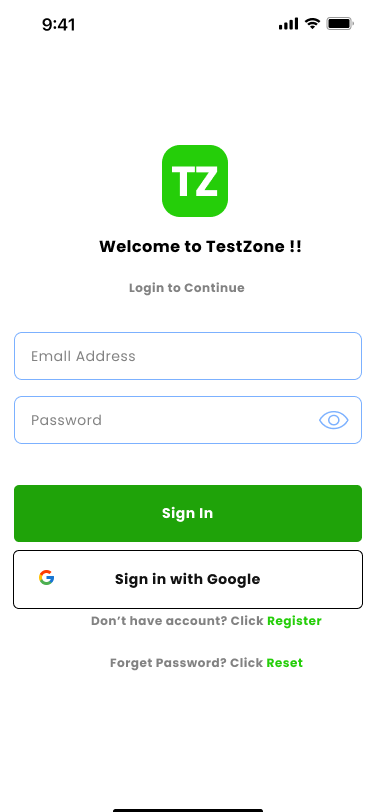 9:41
TZ
Welcome to TestZone !!
Login to Continue
Emall Address
Password
Sign In
Sign in with Google
Don’t have account? Click Register
Forget Password? Click Reset